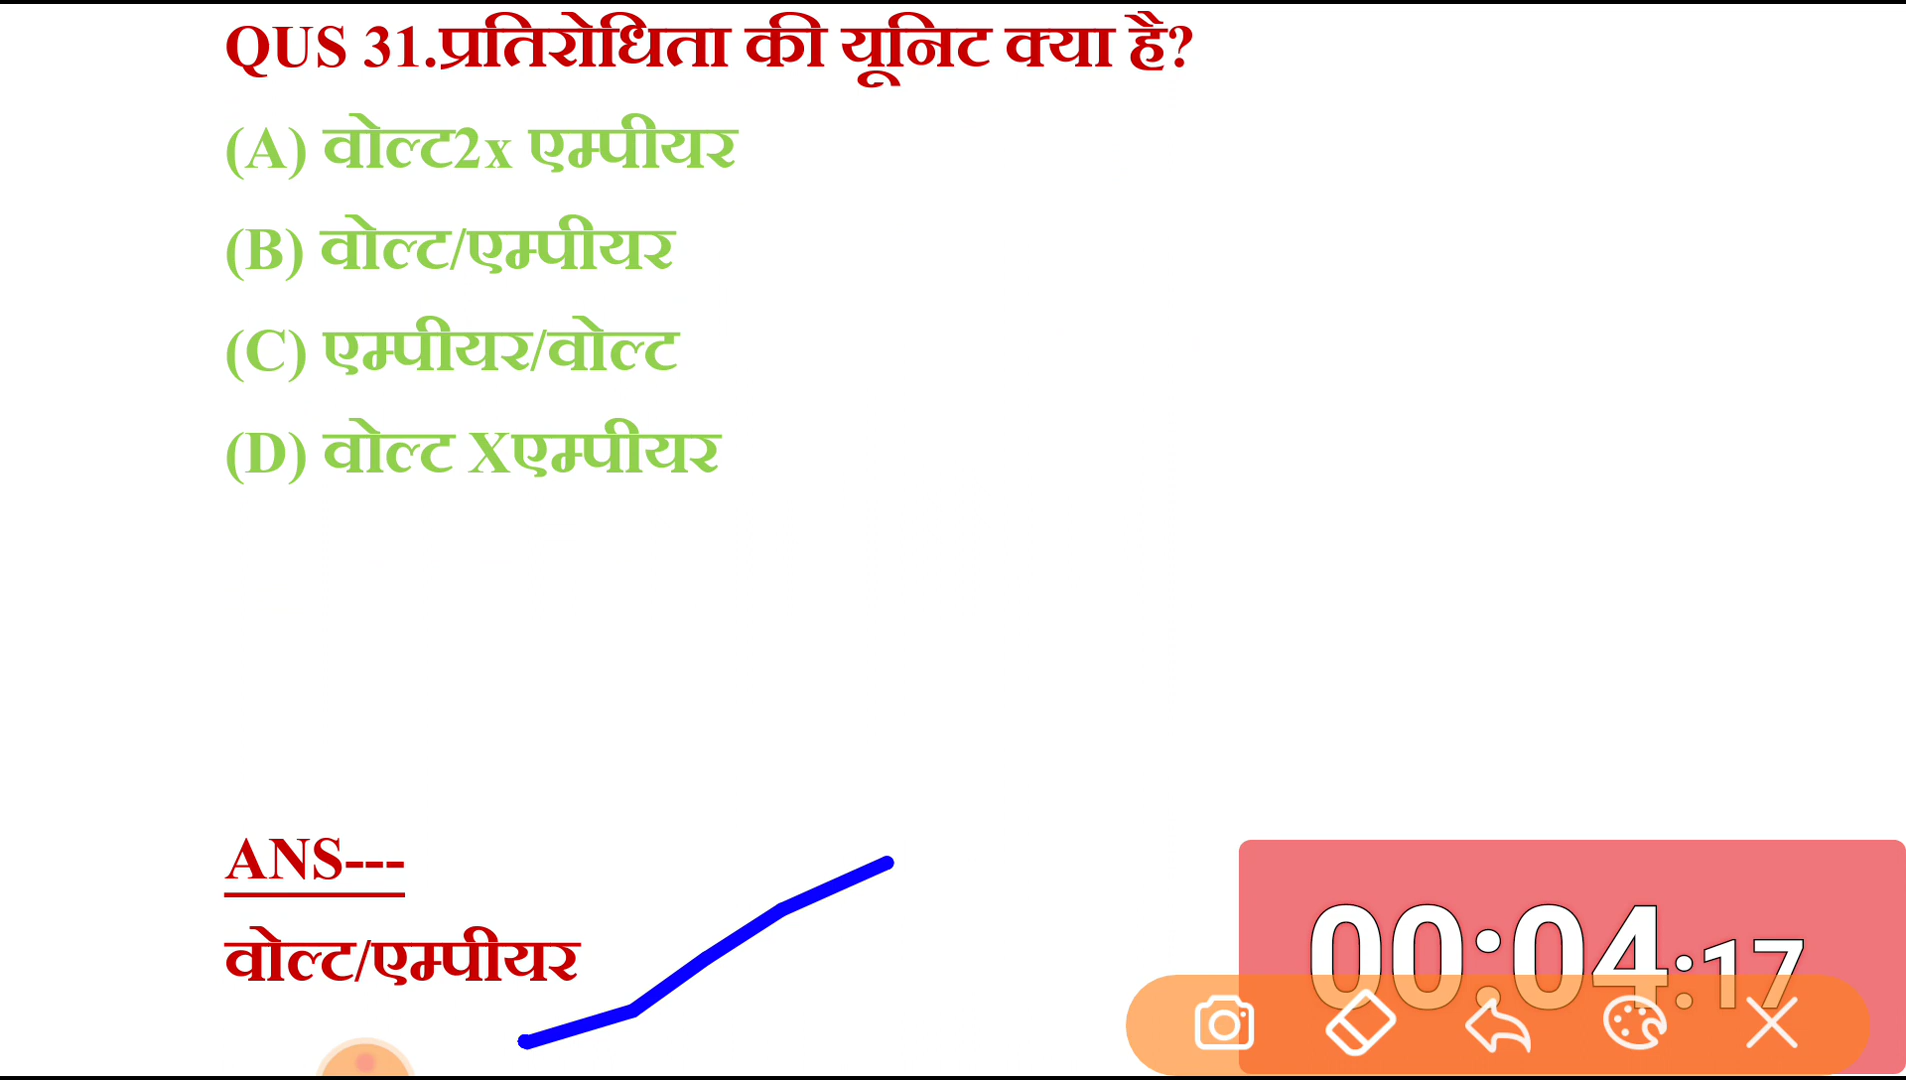 QUS 31.प्रतिरोधिता की यूनिट क्या है?
(A) वोल्ट2x एम्पीयर
(B) वोल्ट/एम्पीयर
(C) एम्पीयर/वोल्ट
(D) वोल्ट Xएम्पीयर
ANS---
वोल्ट/एम्पीयर
00:04:17